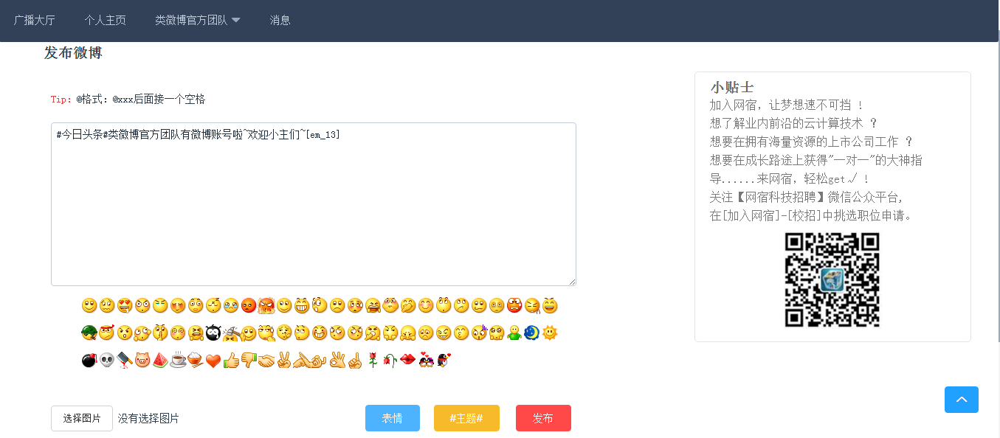 广播大厅 个人主页 类微博官方团队 消息
发布微博
Tip: @格式: @xxx后面接一个空格
#今日头条#类微博官方团队有微博账号啦~欢迎小主们~[em_13]
选择图片 没有选择图片 表情 #主题# 发布
小贴士
加入网宿，让梦想速不可挡 ！
想了解业内前沿的云计算技术 ？
想要在拥有海量资源的上市公司工作 ？
想要在成长路途上获得"一对一"的大神指
导......来网宿，轻松get√ ！
关注【网宿科技招聘】微信公众平台,
在[加入网宿]-[校招]中挑选职位申请。